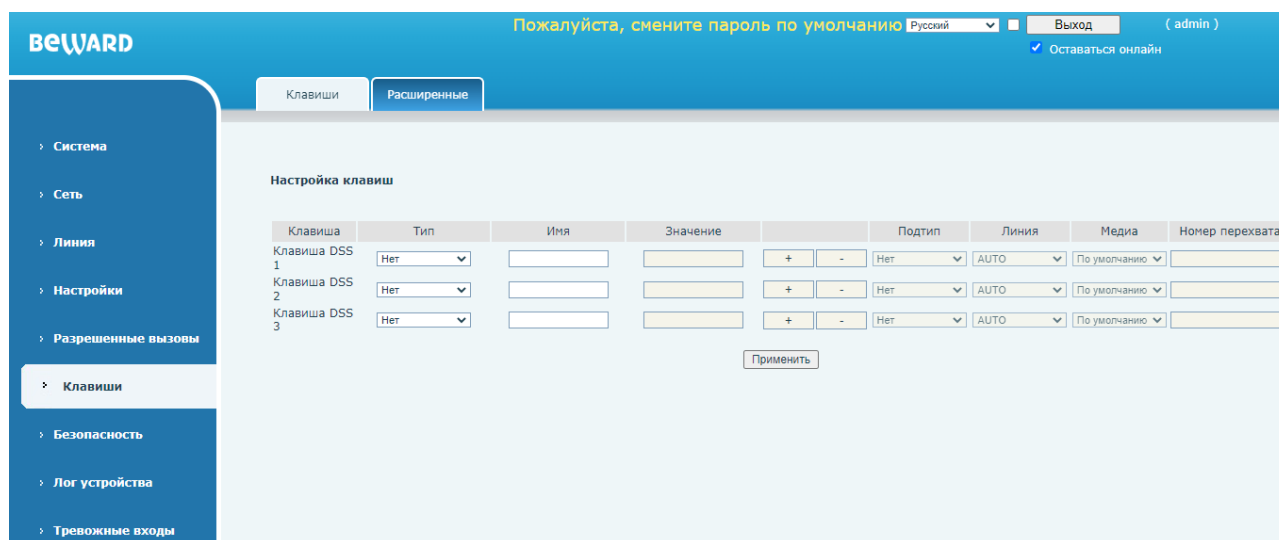 BEWARD
Пожалуйста, смените пароль по умолчанию Русский Выход ( admin )
Оставаться онлайн
Клавиши Расширенные
Система
Сеть
Линия
Настройки
Разрешенные вызовы
Клавиши
Безопасность
Лог устройства
Тревожные входы
Настройка клавиш
Клавиша Тип Имя Значение Подтип Линия Медиа Номер перехвата
Клавиша DSS 
1 Нет + - Нет AUTO По умолчанию
Клавиша DSS
2 Нет + - Нет AUTO По умолчанию
Клавиша DSS
3 Нет + - Нет AUTO По умолчанию
Применить